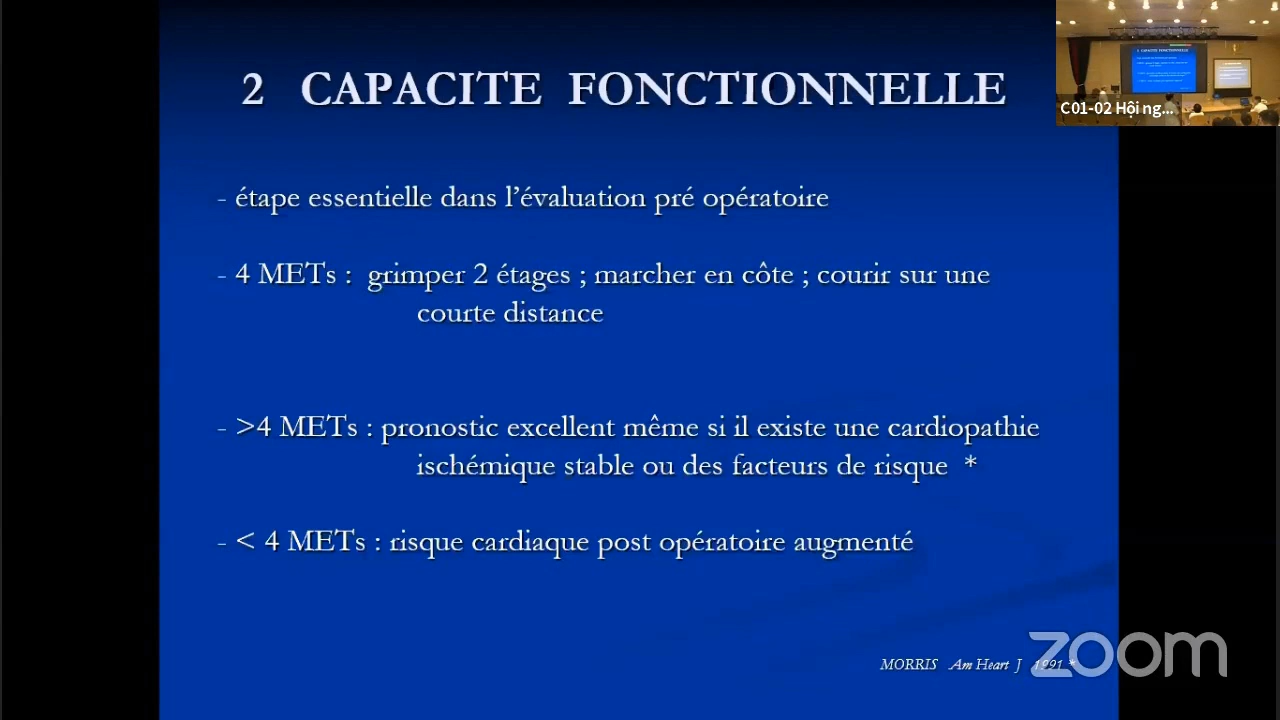 2 CAPACITE FONCTIONNELLE
C01-02 Hội ng...
- étape essentielle dans l’évaluation pré opératoire
- 4 METs : grimper 2 étages ; marcher en côte ; courir sur une
courte distance
- >4 METs : pronostic excellent même si il existe une cardiopathie
ischémique stable ou des facteurs de risque *
- < 4 METs : risque cardiaque post opératoire augmenté
MORRIS Am Heart J 1991 *
zoom